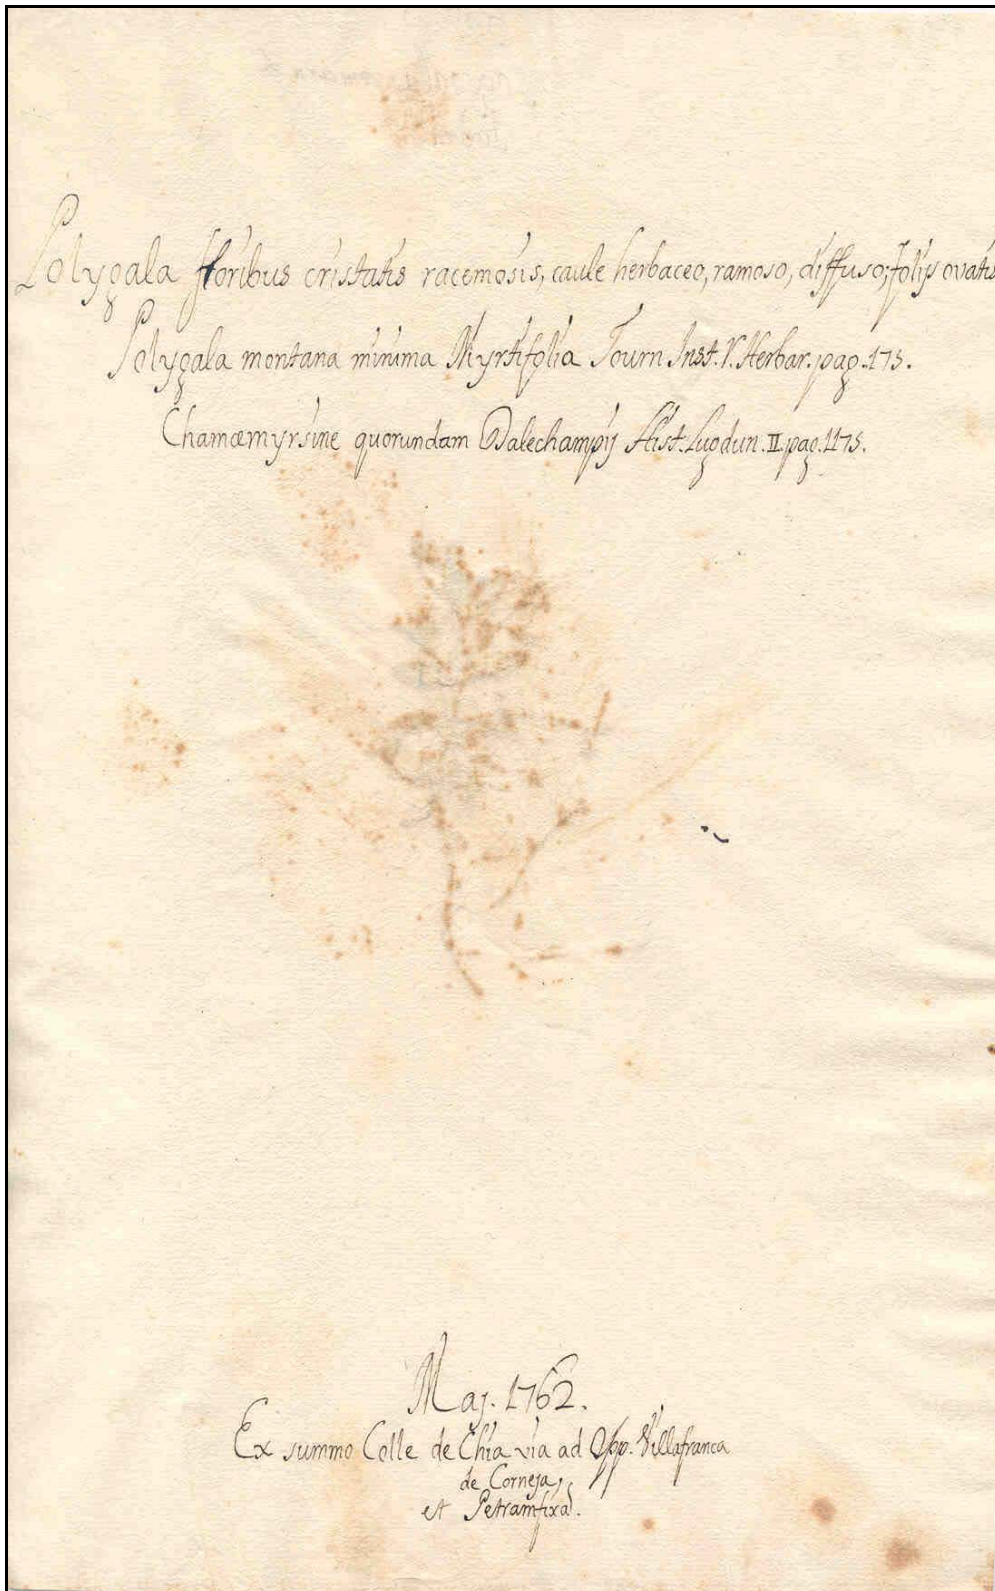 Polygala floribus cristatis racemosis, caule herbaceo, ramoso, diffuso; folijs ovatis
Polygala montana minima Myrtifolia Tourn Inst. R. Herbar. pag. 175.
Chamæmyrsine quorundam Dalechampij Hist. Lugdun. II. pag. 1175.
Maj. 1762.
Ex summo Colle de Chia via ad Opp. Villafranca
de Corneja,
et Petramfixa.